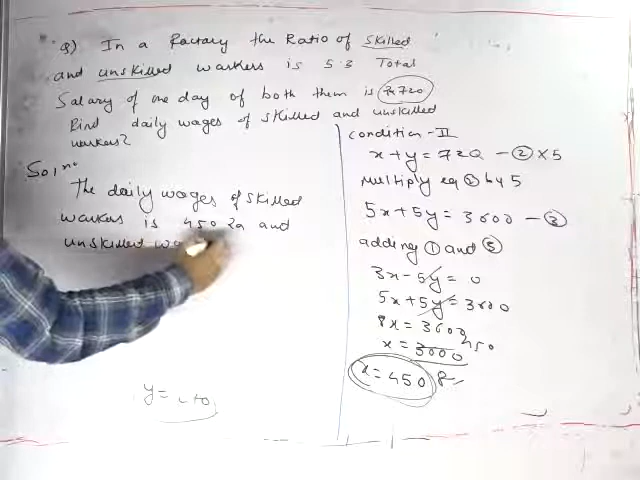 Q) In a factory the Ratio of skilled
and unskilled workers is 5:3 Total
Salary of one day of both them is 720
Find daily wages of skilled and unskilled
workers?
Soln.
The daily wages of skilled
workers is 450 and
unskilled
y =
condition-II
x + y = 720 - ② × 5
Multiply eq ② by 5
5x + 5y = 3600 - ③
adding ① and ③
3x - 5y = 0
5x + 5y = 3600
8x = 3600
x = 3000 450
x = 450
8